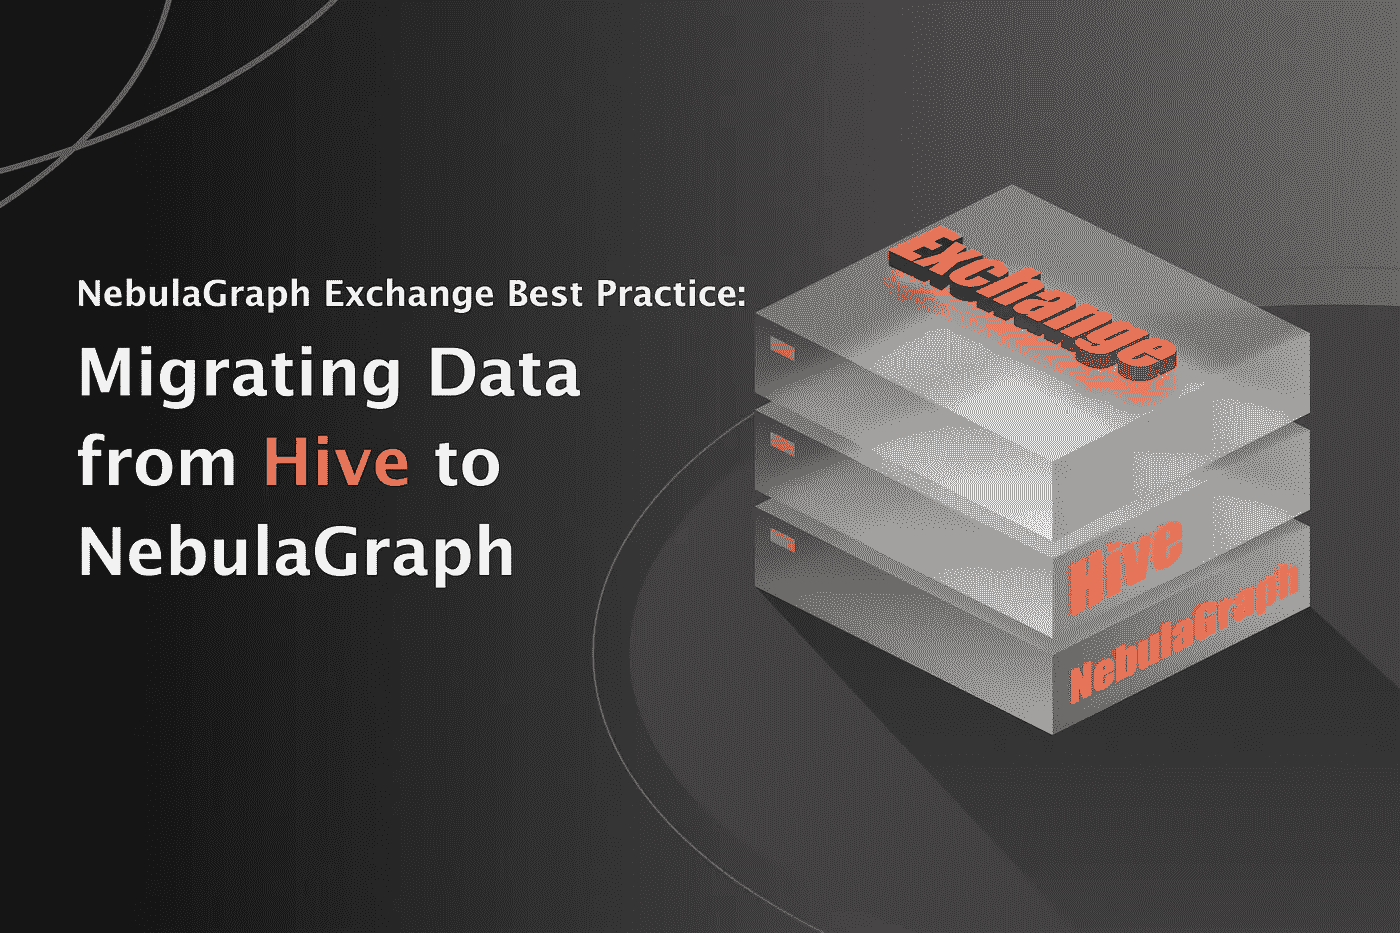 NebulaGraph Exchange Best Practice:
Migrating Data
from Hive to
NebulaGraph
Exchange
Hive
NebulaGraph